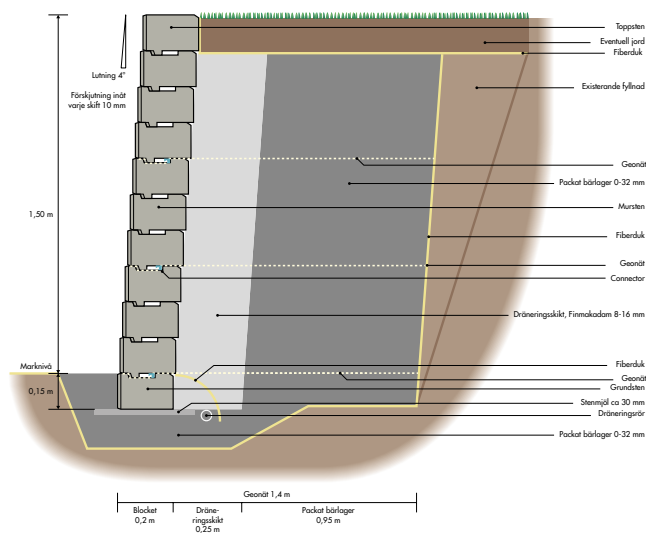 Toppsten
Eventuell jord
Fiberduk
Lutning 4°
Existerande fyllnad
Förskjutning inåt
varje skift 10 mm
Geonät
Packat bärlager 0-32 mm
Mursten
1,50 m
Fiberduk
Geonät
Connector
Dräneringsskikt, Finmakadam 8-16 mm
Marknivå
Fiberduk
Geonät
0,15 m
Grundsten
Stenmjöl ca 30 mm
Dräneringsrör
Packat bärlager 0-32 mm
Geonät 1,4 m
Blocket
0,2 m
Dräne-
ringsskikt
0,25 m
Packat bärlager
0,95 m